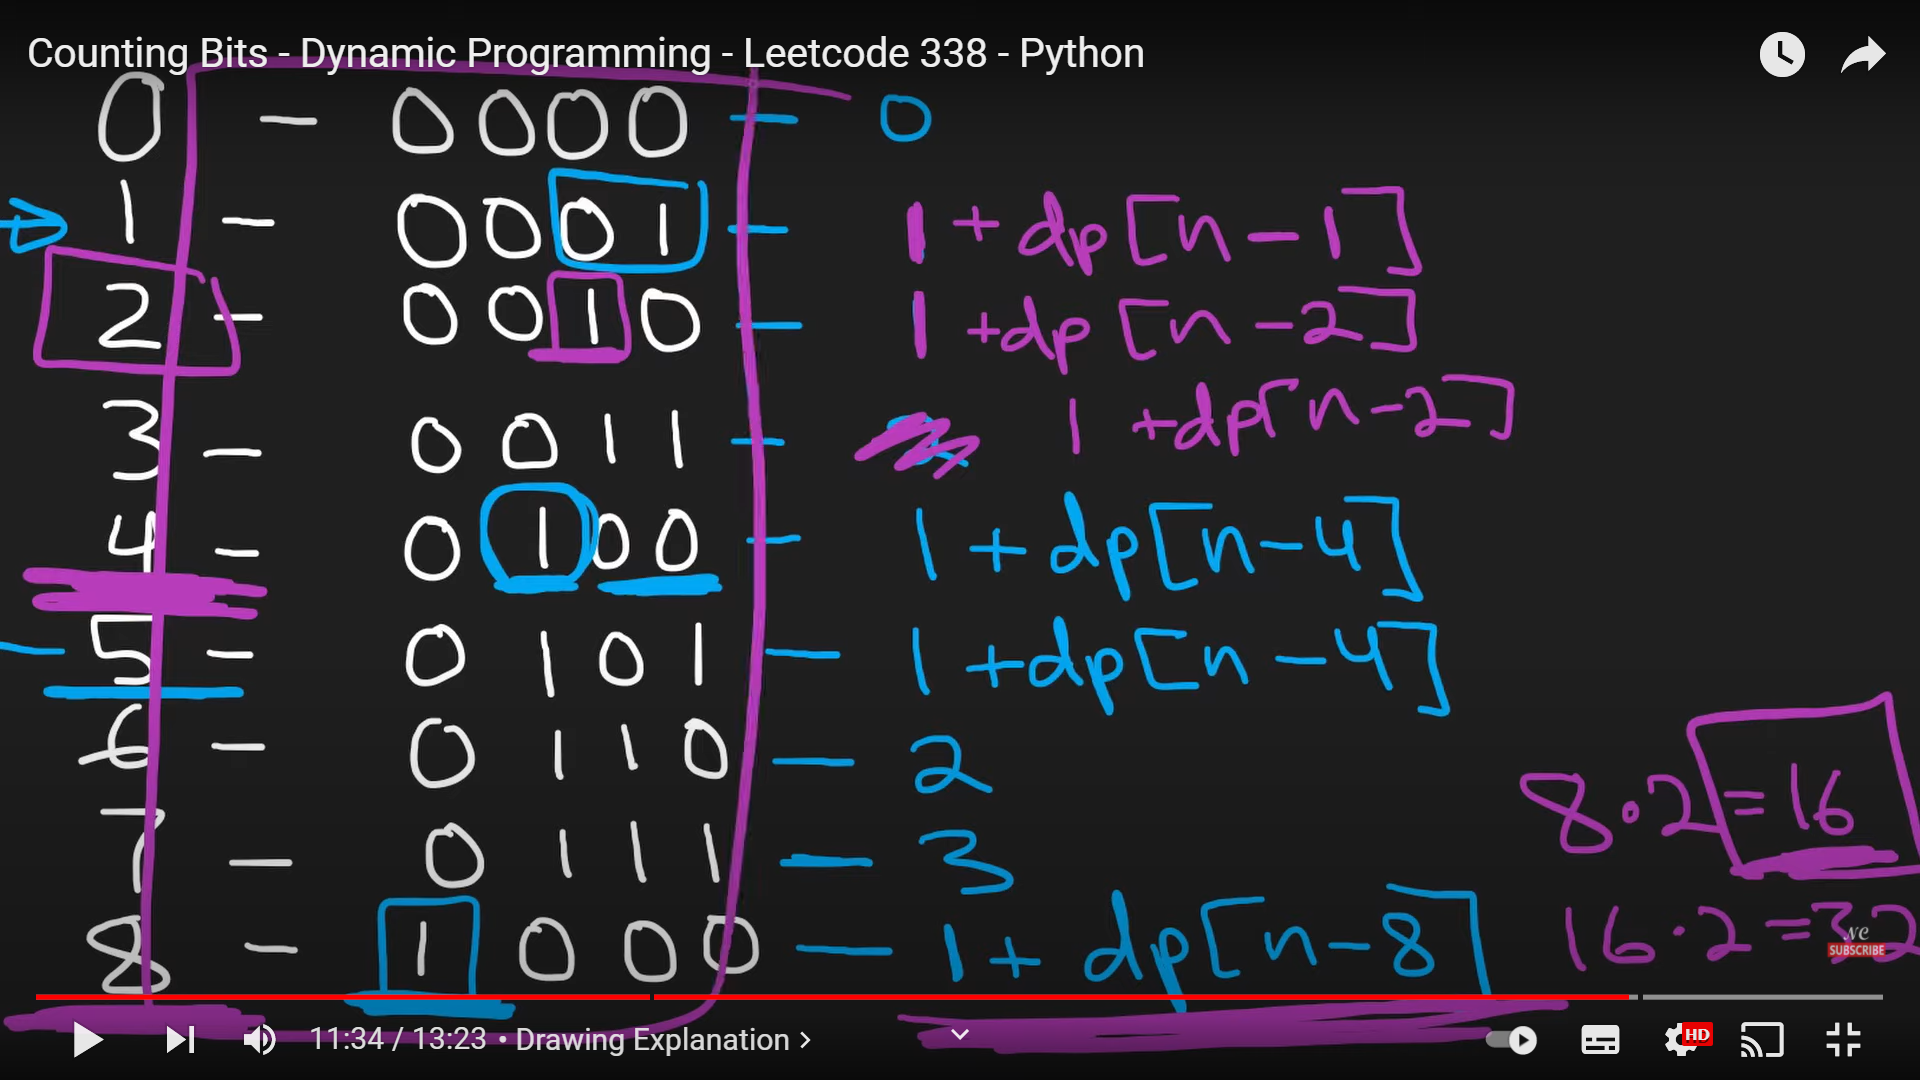 Counting Bits - Dynamic Programming - Leetcode 338 - Python
0 - 0000 - 0
1 - 0001 - 1 + dp[n - 1]
2 - 0010 - 1 + dp[n - 2]
3 - 0011 - 1 + dp[n - 2]
4 - 0100 - 1 + dp[n - 4]
5 - 0101 - 1 + dp[n - 4]
6 - 0110 - 2
7 - 0111 - 3
8 - 1000 - 1 + dp[n - 8]
8 · 2 = 16
16 · 2 = 32
NC
SUBSCRIBE
11:34 / 13:23 • Drawing Explanation >
HD